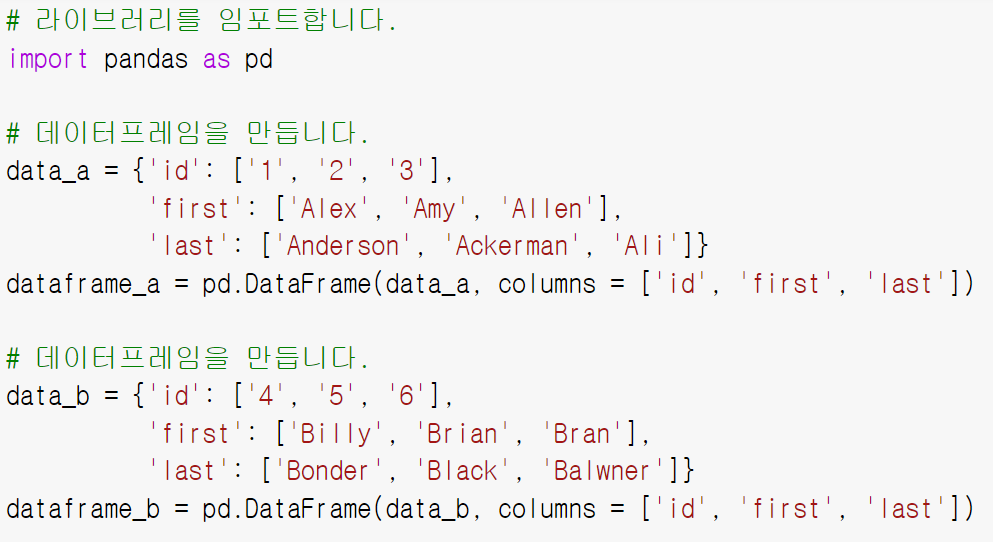 # 라이브러리를 임포트합니다.
import pandas as pd
# 데이터프레임을 만듭니다.
data_a = {'id': ['1', '2', '3'],
'first': ['Alex', 'Amy', 'Allen'],
'last': ['Anderson', 'Ackerman', 'Ali']}
dataframe_a = pd.DataFrame(data_a, columns = ['id', 'first', 'last'])
# 데이터프레임을 만듭니다.
data_b = {'id': ['4', '5', '6'],
'first': ['Billy', 'Brian', 'Bran'],
'last': ['Bonder', 'Black', 'Balwner']}
dataframe_b = pd.DataFrame(data_b, columns = ['id', 'first', 'last'])